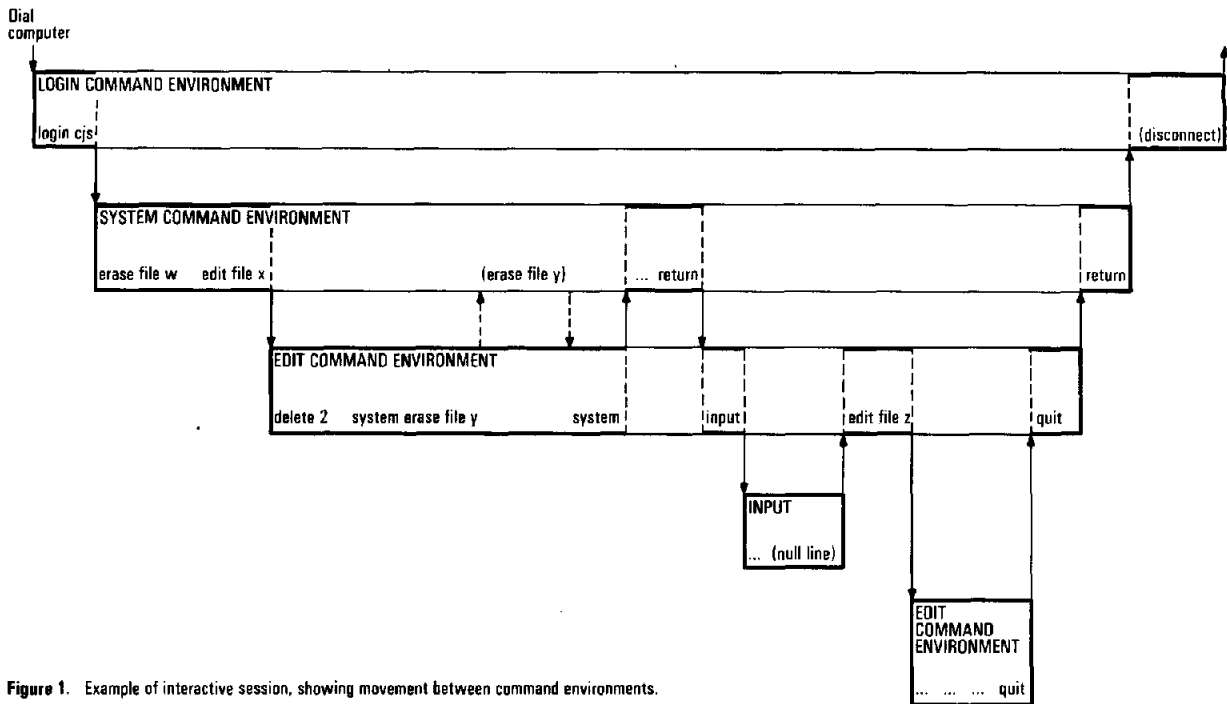 Dial
computer
LOGIN COMMAND ENVIRONMENT
login cjs
(disconnect)
SYSTEM COMMAND ENVIRONMENT
erase file w edit file x
(erase file y)
... return
return
EDIT COMMAND ENVIRONMENT
delete 2 system erase file y
system
input
edit file z
quit
INPUT
... (null line)
EDIT
COMMAND
ENVIRONMENT
... ... ... quit
Figure 1. Example of interactive session, showing movement between command environments.